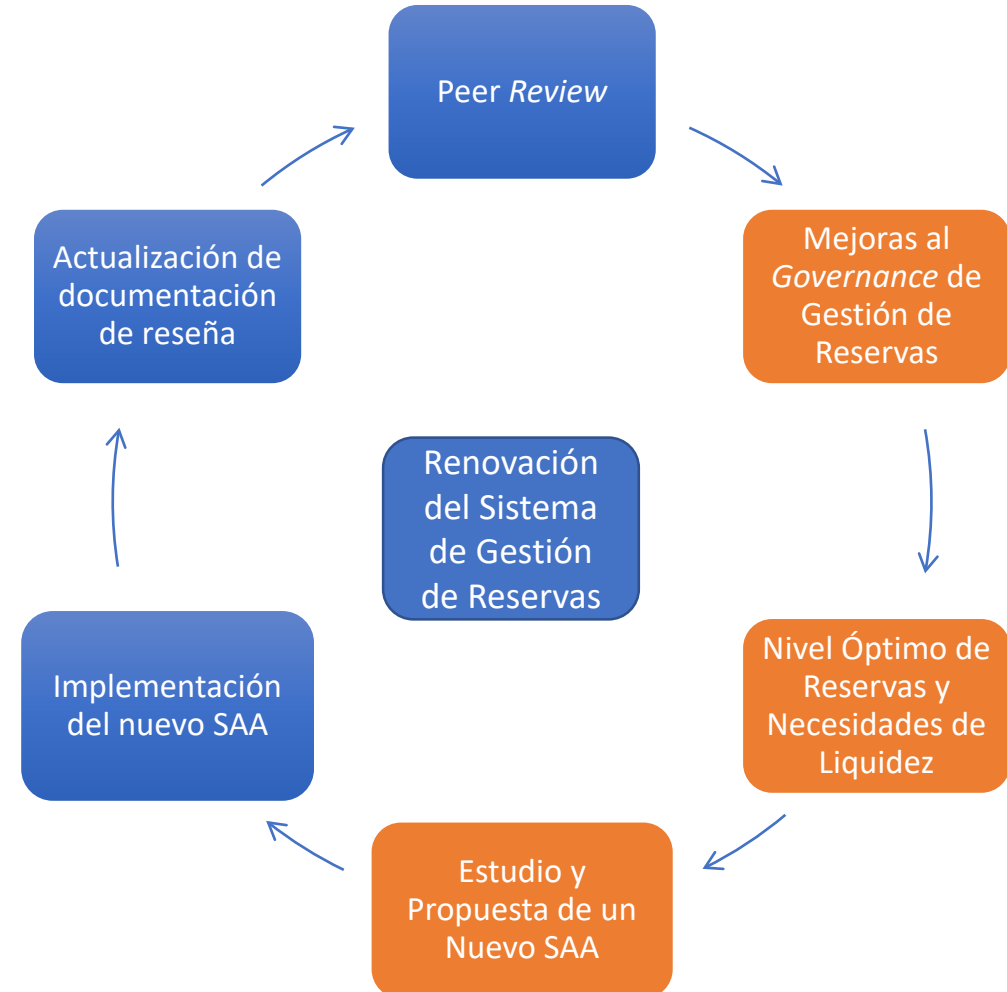 Peer Review
Mejoras al
Governance de
Gestión de
Reservas
Nivel Óptimo de
Reservas y
Necesidades de
Liquidez
Estudio y
Propuesta de un
Nuevo SAA
Implementación
del nuevo SAA
Actualización de
documentación
de reseña
Renovación
del Sistema
de Gestión
de Reservas